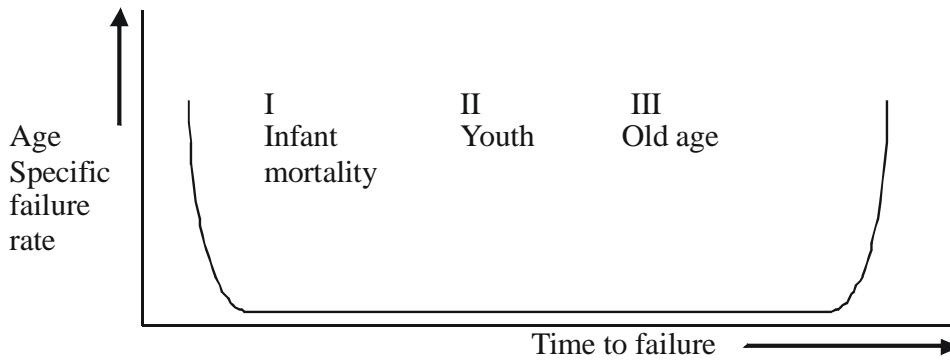 I
Infant
mortality
II
Youth
III
Old age
Age
Specific
failure
rate
Time to failure